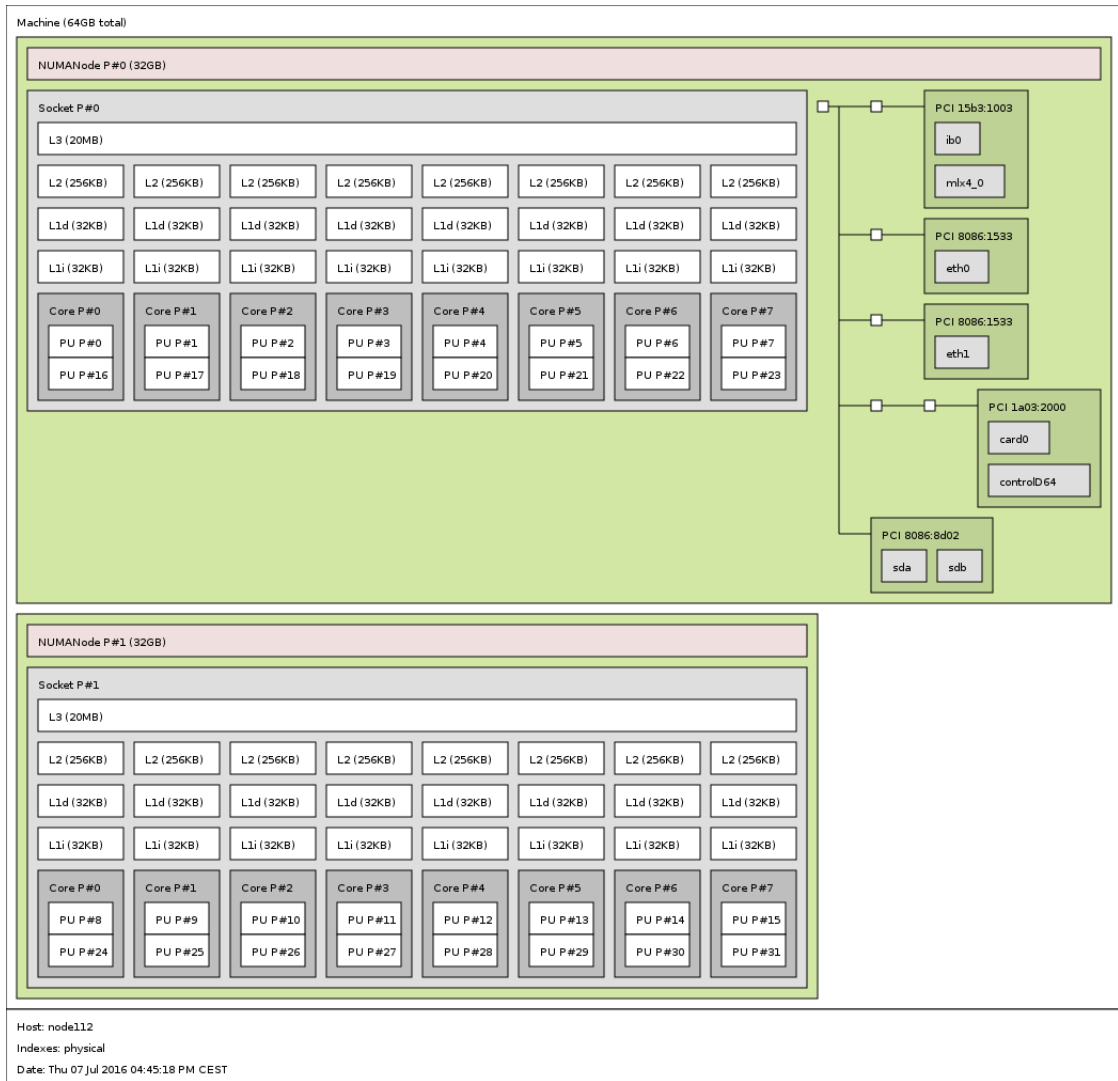 Machine (64GB total)
NUMANode P#0 (32GB)
Socket P#0
L3 (20MB)
L2 (256KB) L2 (256KB) L2 (256KB) L2 (256KB) L2 (256KB) L2 (256KB) L2 (256KB) L2 (256KB)
L1d (32KB) L1d (32KB) L1d (32KB) L1d (32KB) L1d (32KB) L1d (32KB) L1d (32KB) L1d (32KB)
L1i (32KB) L1i (32KB) L1i (32KB) L1i (32KB) L1i (32KB) L1i (32KB) L1i (32KB) L1i (32KB)
Core P#0 Core P#1 Core P#2 Core P#3 Core P#4 Core P#5 Core P#6 Core P#7
PU P#0 PU P#1 PU P#2 PU P#3 PU P#4 PU P#5 PU P#6 PU P#7
PU P#16 PU P#17 PU P#18 PU P#19 PU P#20 PU P#21 PU P#22 PU P#23
PCI 15b3:1003
ib0
mlx4_0
PCI 8086:1533
eth0
PCI 8086:1533
eth1
PCI 1a03:2000
card0
controlD64
PCI 8086:8d02
sda sdb
NUMANode P#1 (32GB)
Socket P#1
L3 (20MB)
L2 (256KB) L2 (256KB) L2 (256KB) L2 (256KB) L2 (256KB) L2 (256KB) L2 (256KB) L2 (256KB)
L1d (32KB) L1d (32KB) L1d (32KB) L1d (32KB) L1d (32KB) L1d (32KB) L1d (32KB) L1d (32KB)
L1i (32KB) L1i (32KB) L1i (32KB) L1i (32KB) L1i (32KB) L1i (32KB) L1i (32KB) L1i (32KB)
Core P#0 Core P#1 Core P#2 Core P#3 Core P#4 Core P#5 Core P#6 Core P#7
PU P#8 PU P#9 PU P#10 PU P#11 PU P#12 PU P#13 PU P#14 PU P#15
PU P#24 PU P#25 PU P#26 PU P#27 PU P#28 PU P#29 PU P#30 PU P#31
Host: node112
Indexes: physical
Date: Thu 07 Jul 2016 04:45:18 PM CEST